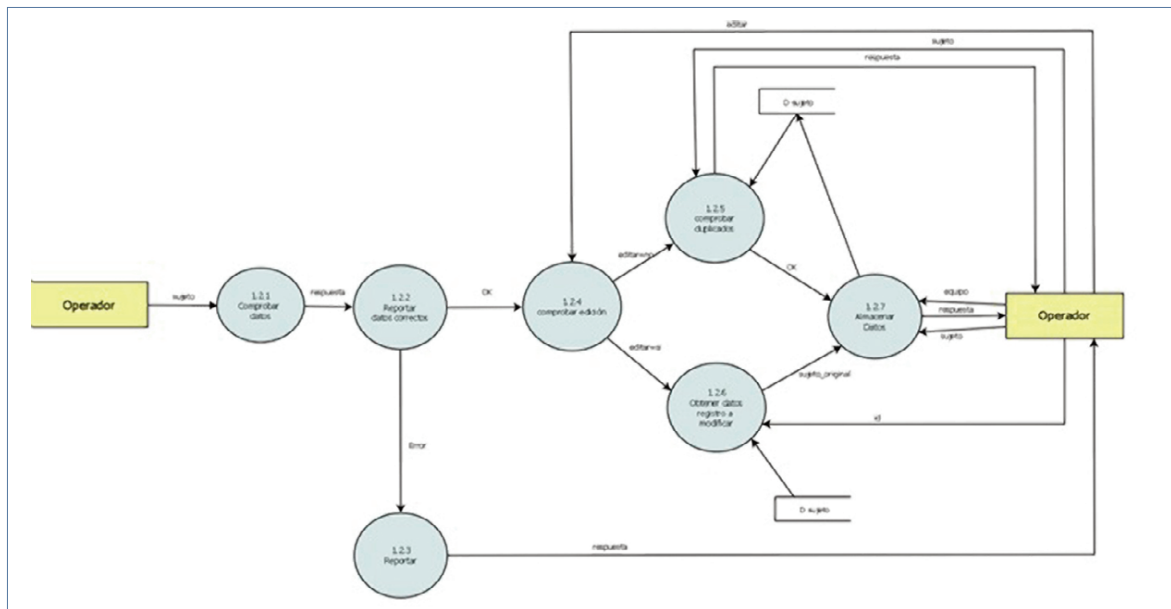 editar
sujeto
respuesta
D sujeto
1.2.5
comprobar
duplicados
editar=no
OK
Operador
sujeto
1.2.1
Comprobar
datos
respuesta
1.2.2
Reportar
datos correctos
OK
1.2.4
comprobar edición
1.2.7
Almacenar
Datos
equipo
respuesta
sujeto
Operador
editar=si
sujeto_original
1.2.6
Obtener datos
registro a
modificar
id
Error
D sujeto
1.2.3
Reportar
respuesta